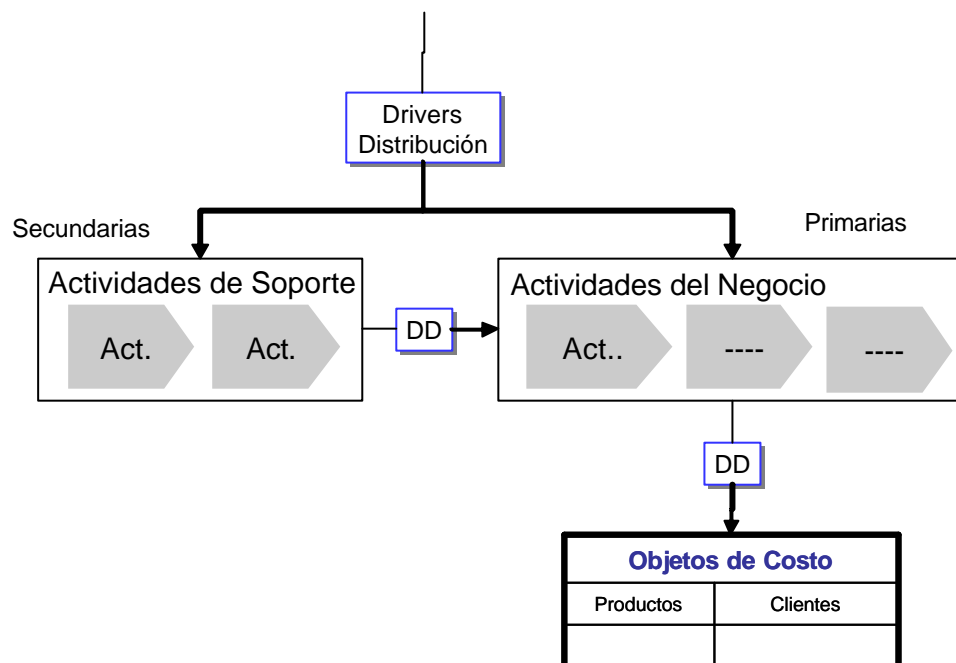 Drivers
Distribución
Secundarias
Primarias
Actividades de Soporte
Actividades del Negocio
Act.
Act.
DD
Act..
----
----
DD
Objetos de Costo
Productos
Clientes